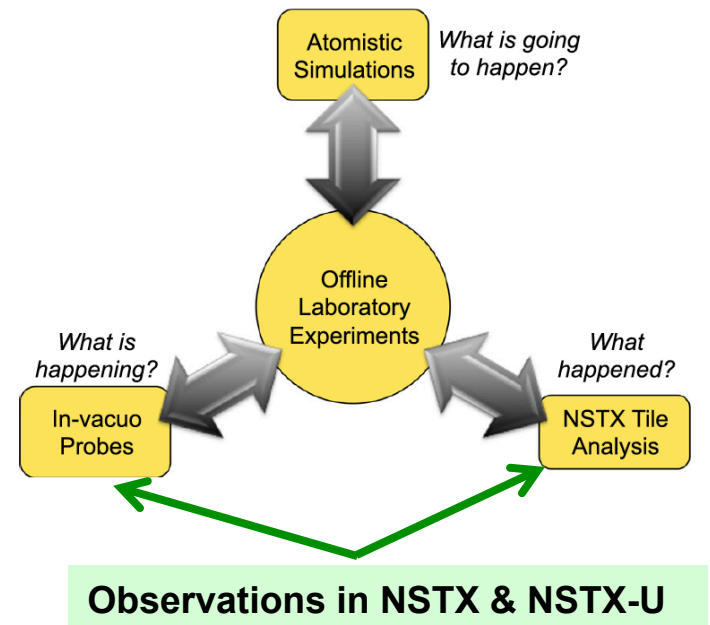 Atomistic
Simulations
What is going
to happen?
Offline
Laboratory
Experiments
What is
happening?
In-vacuo
Probes
What
happened?
NSTX Tile
Analysis
Observations in NSTX & NSTX-U